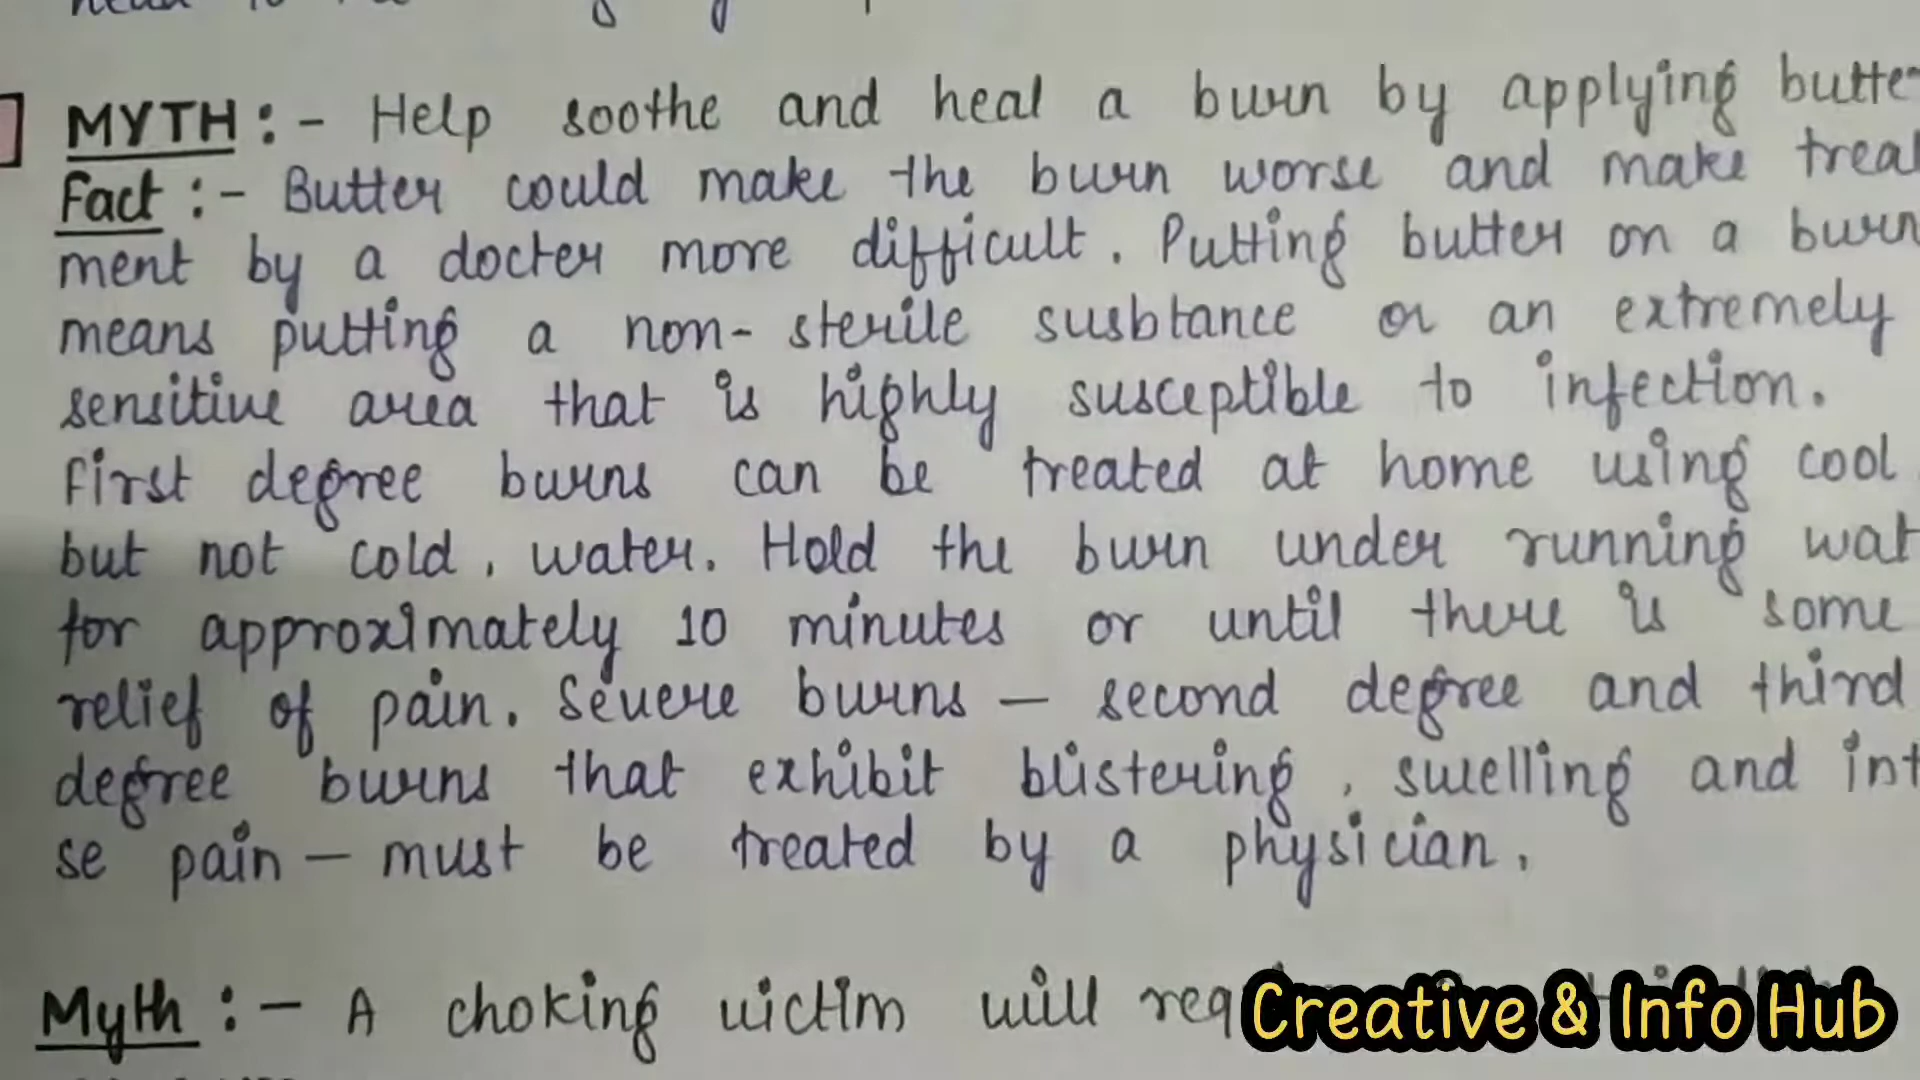 MYTH :- Help soothe and heal a burn by applying butter
Fact :- Butter could make the burn worse and make treat
ment by a docter more difficult. Putting butter on a burn
means putting a non- sterile susbtance or an extremely
sensitive area that is highly susceptible to infection.
First degree burns can be treated at home using cool
but not cold, water. Hold the burn under running wat
for approximately 10 minutes or until there is some
relief of pain. Severe burns — second degree and third
degree burns that exhibit blistering, swelling and int
se pain — must be treated by a physician.
Myth :- A choking victim will req
Creative & Info Hub